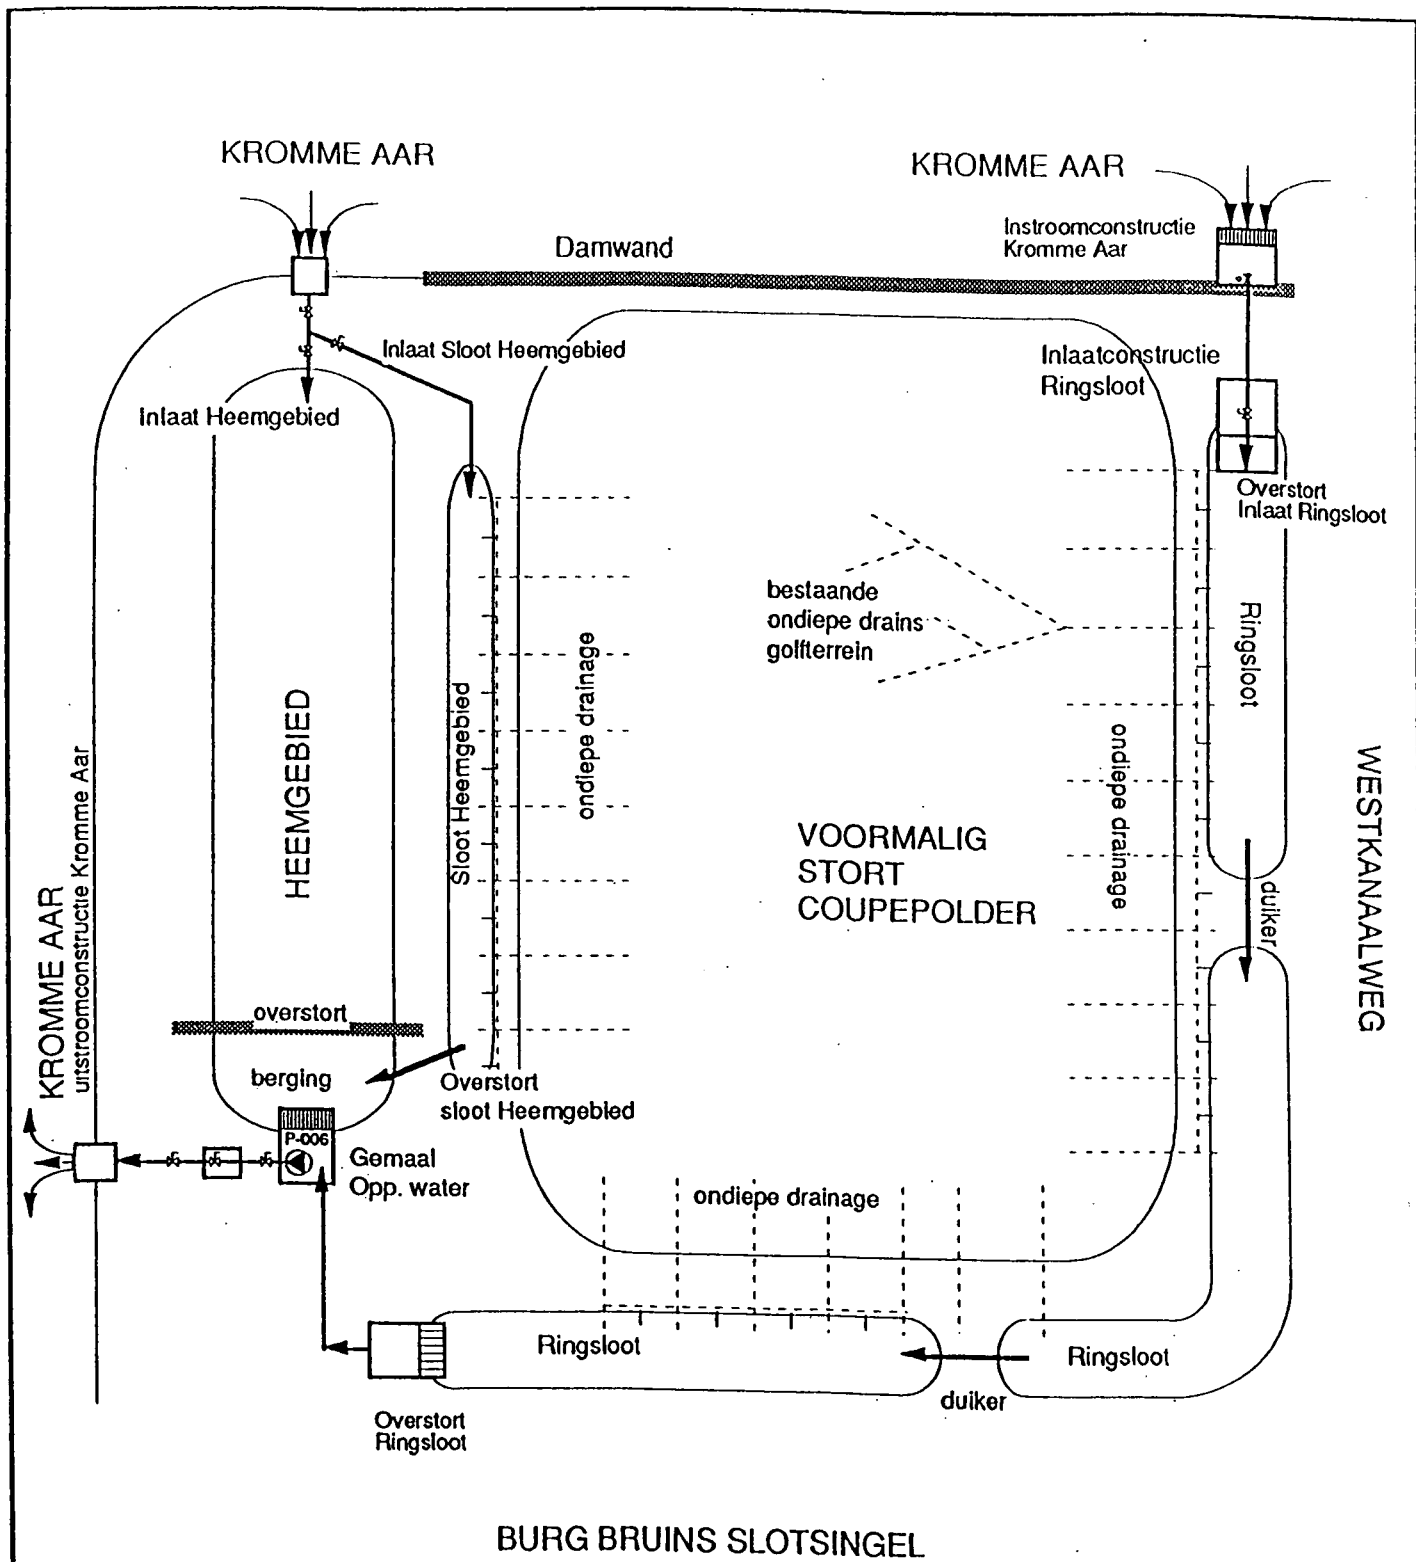 KROMME AAR
KROMME AAR
Instroomconstructie
Kromme Aar
Damwand
Inlaat Sloot Heemgebied
Inlaatconstructie
Ringsloot
Inlaat Heemgebied
Overstort
Inlaat Ringsloot
bestaande
ondiepe drains
golfterrein
Ringsloot
ondiepe drainage
HEEMGEBIED
Sloot Heemgebied
ondiepe drainage
WESTKANAALWEG
VOORMALIG
STORT
COUPEPOLDER
duiker
KROMME AAR
uitstroomconstructie Kromme Aar
overstort
berging
Overstort
sloot Heemgebied
P-006
Gemaal
Opp. water
ondiepe drainage
Ringsloot
Ringsloot
duiker
Overstort
Ringsloot
BURG BRUINS SLOTSINGEL